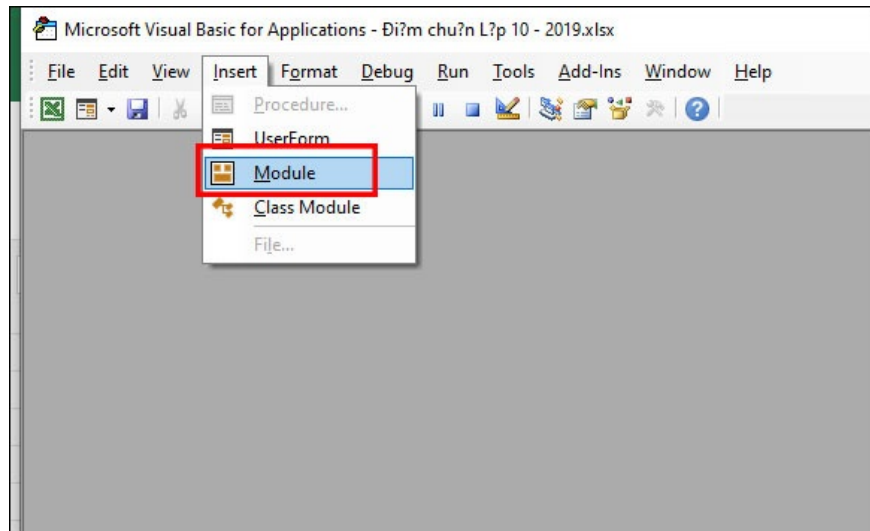 Microsoft Visual Basic for Applications - Đi?m chu?n L?p 10 - 2019.xlsx
File Edit View Insert Format Debug Run Tools Add-Ins Window Help
Procedure...
UserForm
Module
Class Module
File...